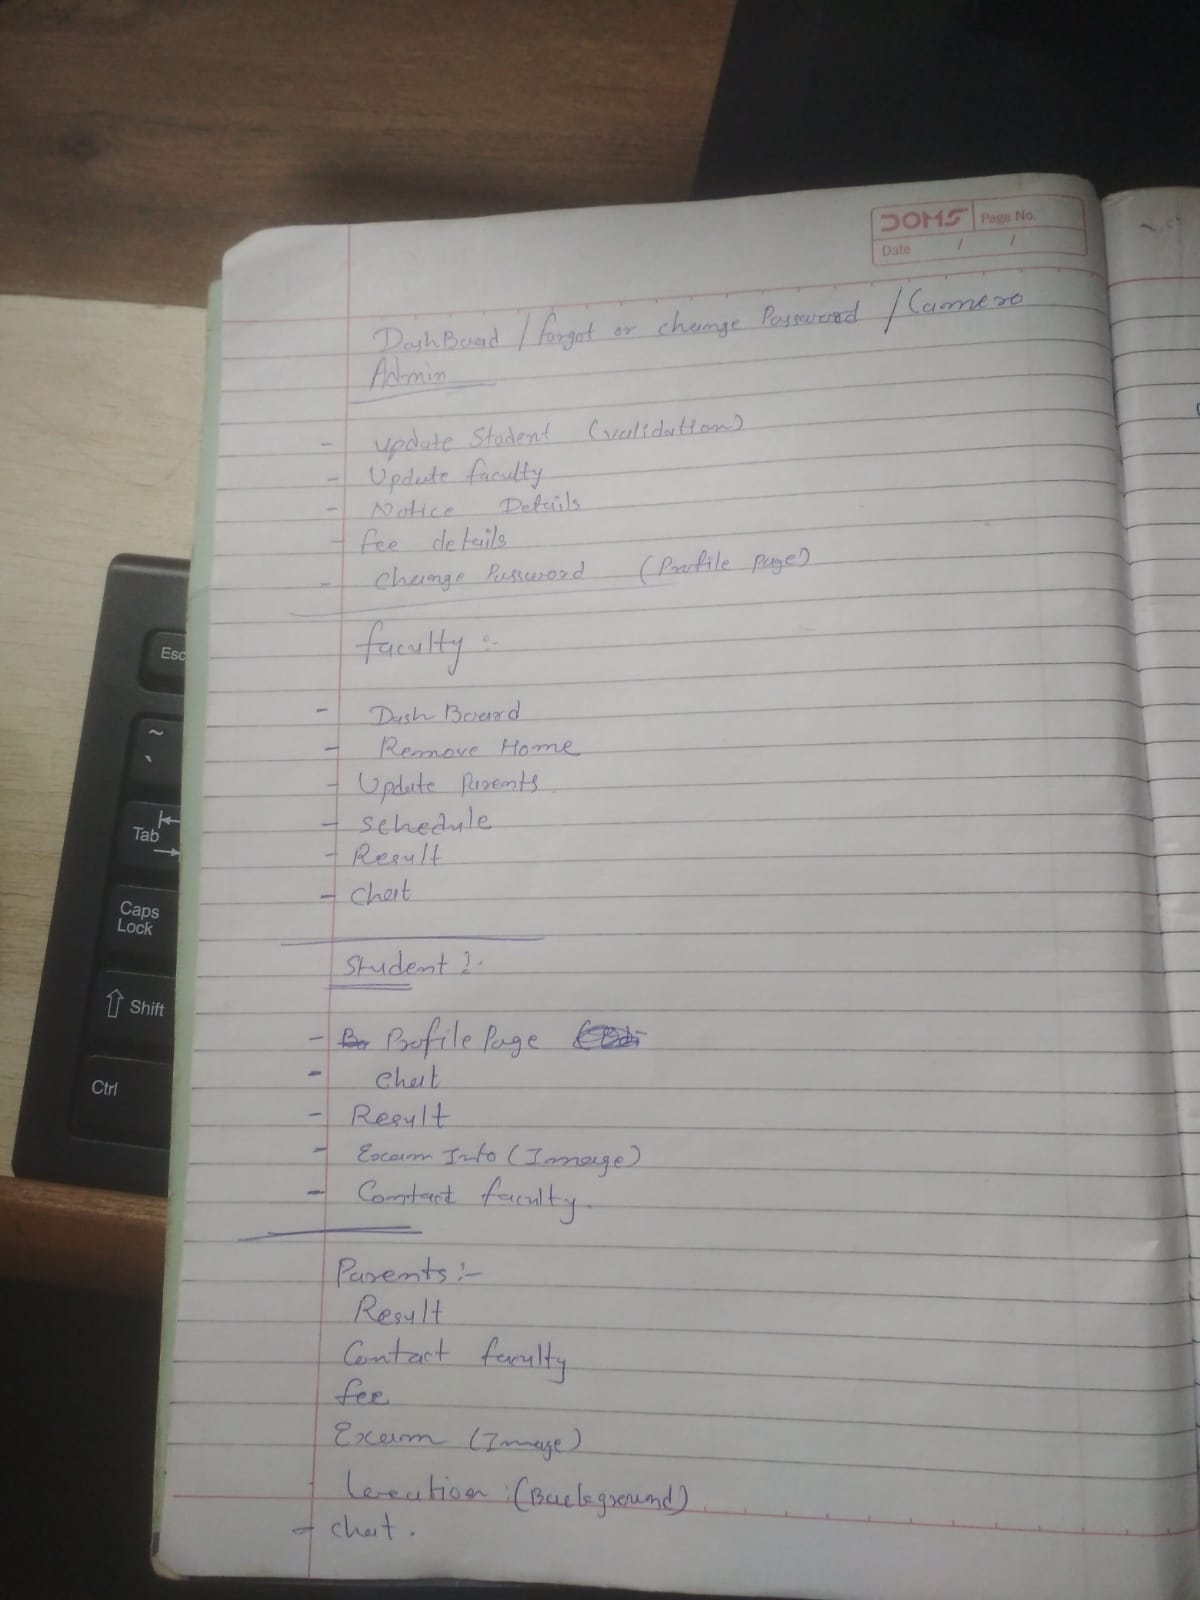 DOMS Page No.
Date / /
DashBoard / forgot or change Password / Camera
Admin
- Update Student (validation)
- Update faculty
- Notice Details
- fee details
- Change Password (Profile page)
faculty :-
- Dash Board
- Remove Home
- Update Parents
- Schedule
- Result
- Chat
Student :-
- Profile Page
- Chat
- Result
- Exam Info (Image)
- Contact faculty.
Parents :-
Result
Contact faculty
fee
Exam (Image)
- Location : (Background)
- Chat.
Esc
~
Tab
Caps
Lock
Shift
Ctrl